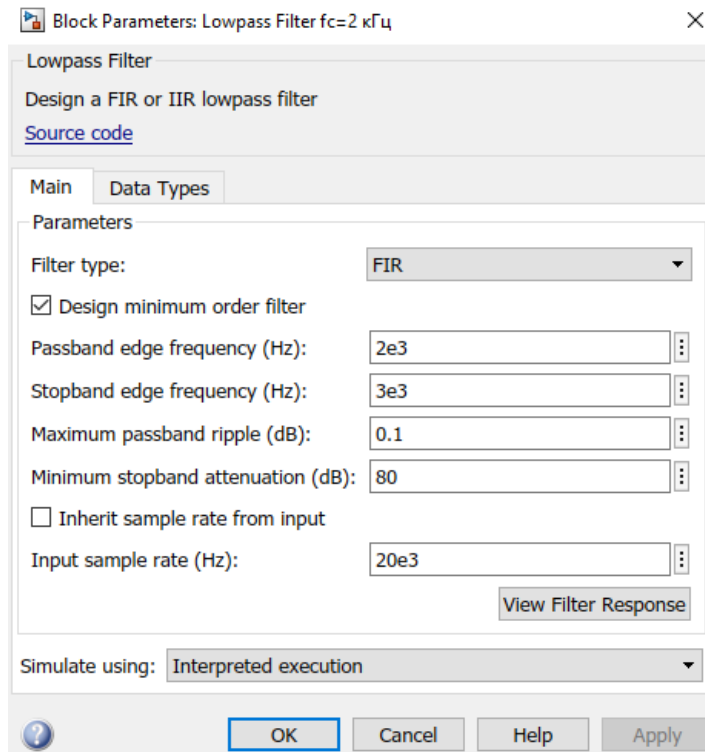 Block Parameters: Lowpass Filter fc=2 кГц
Lowpass Filter
Design a FIR or IIR lowpass filter
Source code
Main Data Types
Parameters
Filter type: FIR
Design minimum order filter
Passband edge frequency (Hz): 2e3
Stopband edge frequency (Hz): 3e3
Maximum passband ripple (dB): 0.1
Minimum stopband attenuation (dB): 80
Inherit sample rate from input
Input sample rate (Hz): 20e3
View Filter Response
Simulate using: Interpreted execution
? OK Cancel Help Apply